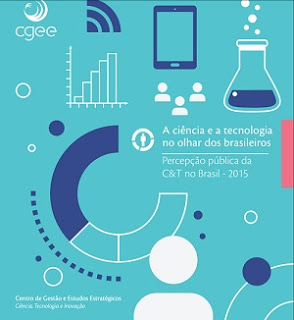 cgee
A ciência e a tecnologia
no olhar dos brasileiros
Percepção pública da
C&T no Brasil - 2015
Centro de Gestão e Estudos Estratégicos
Ciência, Tecnologia e Inovação